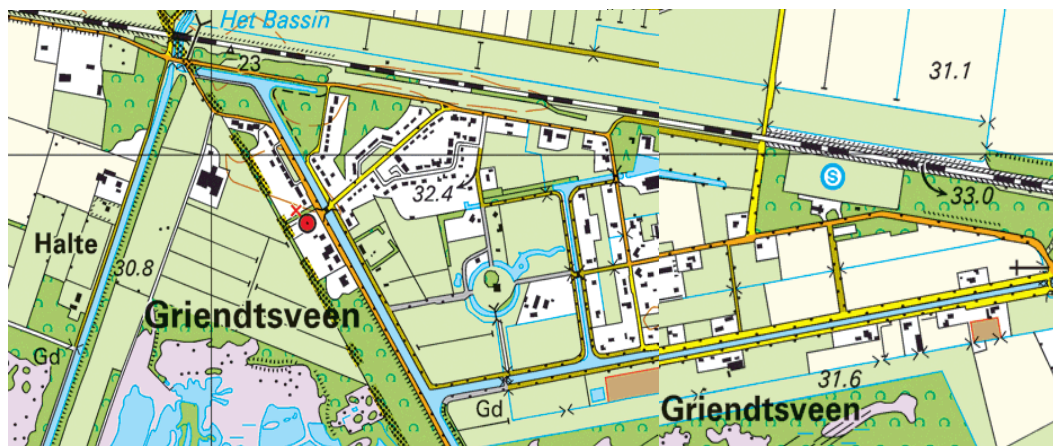 Het Bassin
23
31.1
S
32.4
33.0
Halte
30.8
Griendtsveen
Gd
31.6
Gd
Griendtsveen